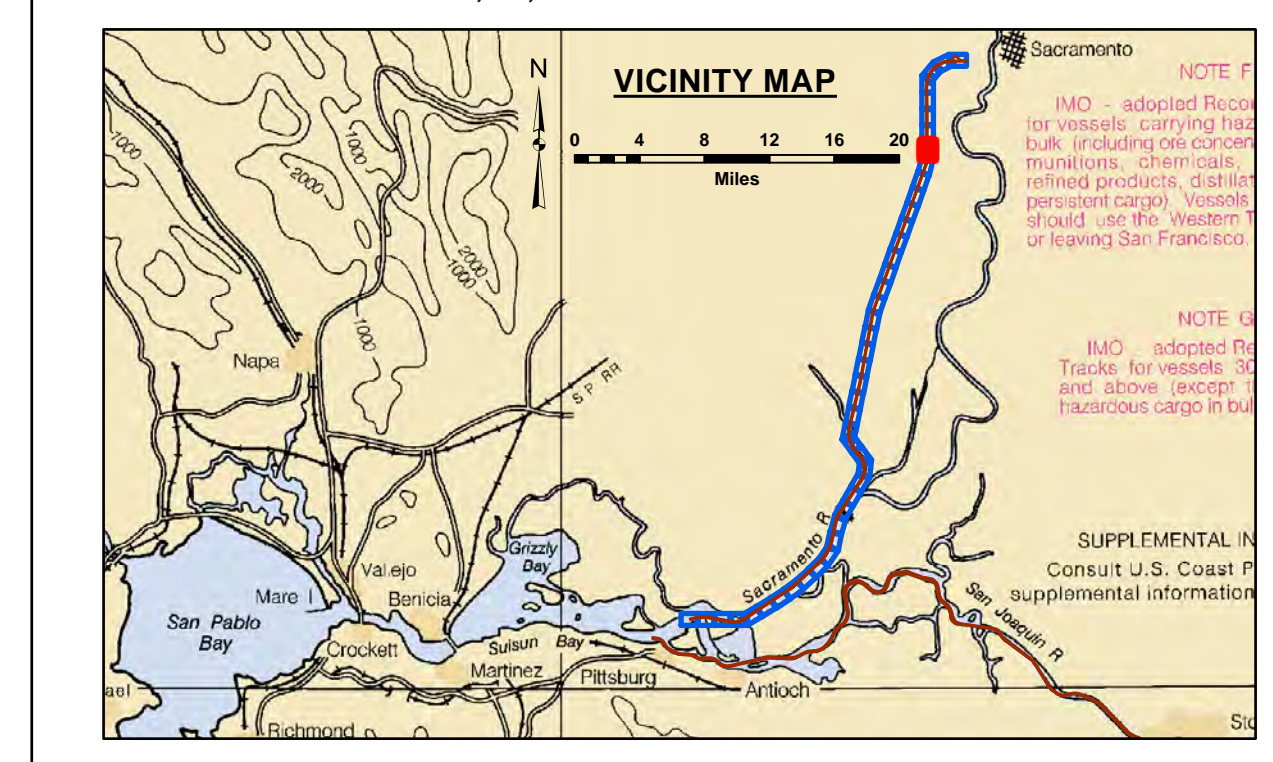 VICINITY MAP
N
0 4 8 12 16 20
Miles
Sacramento
NOTE F
IMO - adopted Recor
for vessels carrying haz
bulk (including ore concen
munitions, chemicals,
refined products, distillat
persistent cargo). Vessels
should use the Western T
or leaving San Francisco.
NOTE G
IMO - adopted Re
Tracks for vessels 30
and above (except t
hazardous cargo in bul
1000
1000
2000
2000
1000
1000
Napa
S.P. RR
Grizzly
Bay
Sacramento R
Vallejo
Mare I
Benicia
San Pablo
Bay
Crockett
Suisun Bay
Martinez
Pittsburg
Antioch
San Joaquin R
SUPPLEMENTAL IN
Consult U.S. Coast P
supplemental information
ael
Richmond
Sto